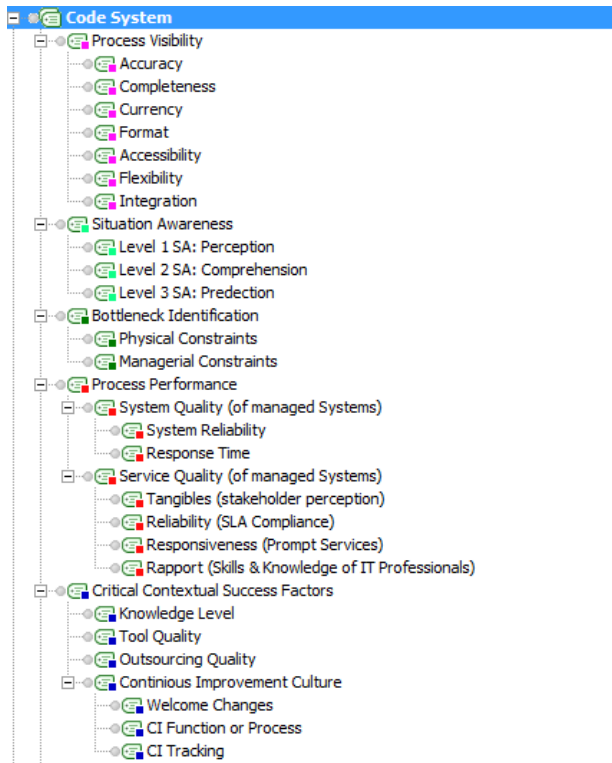 Code System
Process Visibility
Accuracy
Completeness
Currency
Format
Accessibility
Flexibility
Integration
Situation Awareness
Level 1 SA: Perception
Level 2 SA: Comprehension
Level 3 SA: Predection
Bottleneck Identification
Physical Constraints
Managerial Constraints
Process Performance
System Quality (of managed Systems)
System Reliability
Response Time
Service Quality (of managed Systems)
Tangibles (stakeholder perception)
Reliability (SLA Compliance)
Responsiveness (Prompt Services)
Rapport (Skills & Knowledge of IT Professionals)
Critical Contextual Success Factors
Knowledge Level
Tool Quality
Outsourcing Quality
Continious Improvement Culture
Welcome Changes
CI Function or Process
CI Tracking